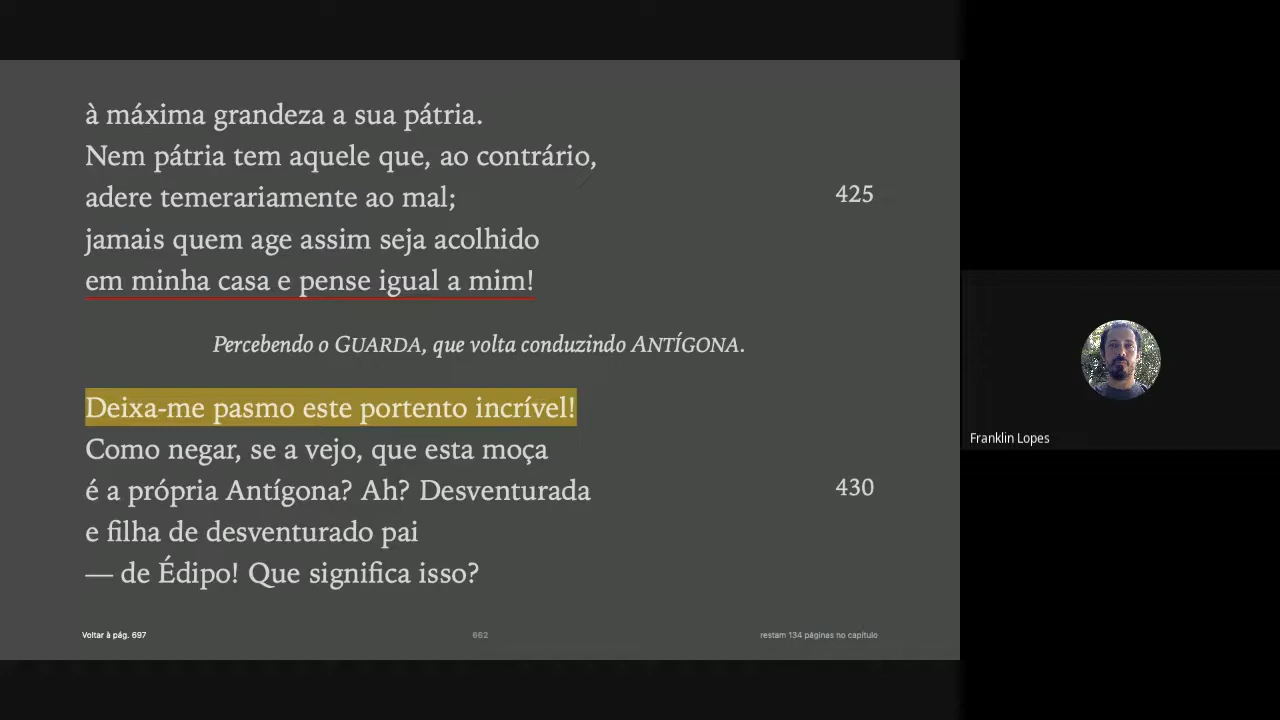 à máxima grandeza a sua pátria.
Nem pátria tem aquele que, ao contrário,
adere temerariamente ao mal;
425
jamais quem age assim seja acolhido
em minha casa e pense igual a mim!
Percebendo o GUARDA, que volta conduzindo ANTÍGONA.
Deixa-me pasmo este portento incrível!
Como negar, se a vejo, que esta moça
é a própria Antígona? Ah? Desventurada
430
e filha de desventurado pai
— de Édipo! Que significa isso?
Voltar à pág. 697
662
restam 134 páginas no capítulo
Franklin Lopes